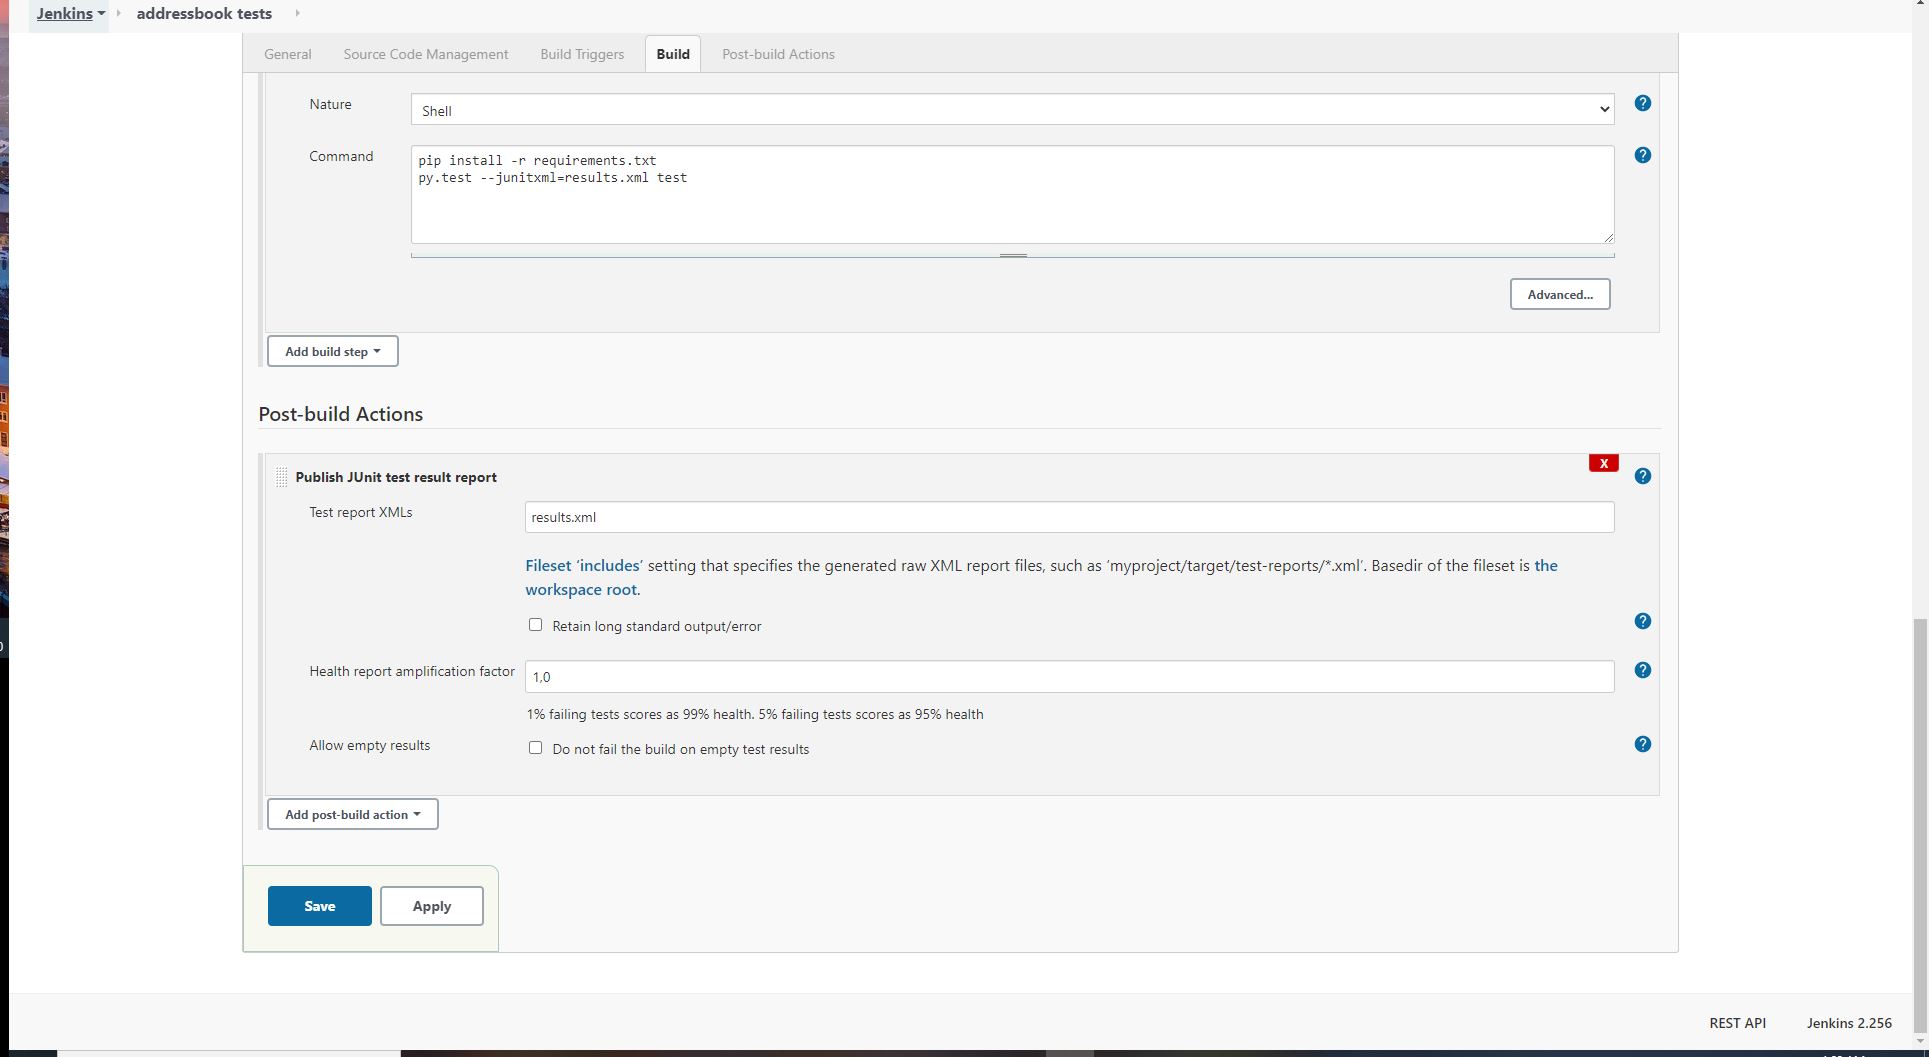 Jenkins addressbook tests
General Source Code Management Build Triggers Build Post-build Actions
Nature
Shell
Command
pip install -r requirements.txt
py.test --junitxml=results.xml test
Advanced...
Add build step
Post-build Actions
X
Publish JUnit test result report
Test report XMLs
results.xml
Fileset ‘includes’ setting that specifies the generated raw XML report files, such as ‘myproject/target/test-reports/*.xml’. Basedir of the fileset is the
workspace root.
Retain long standard output/error
Health report amplification factor
1,0
1% failing tests scores as 99% health. 5% failing tests scores as 95% health
Allow empty results
Do not fail the build on empty test results
Add post-build action
Save Apply
REST API Jenkins 2.256